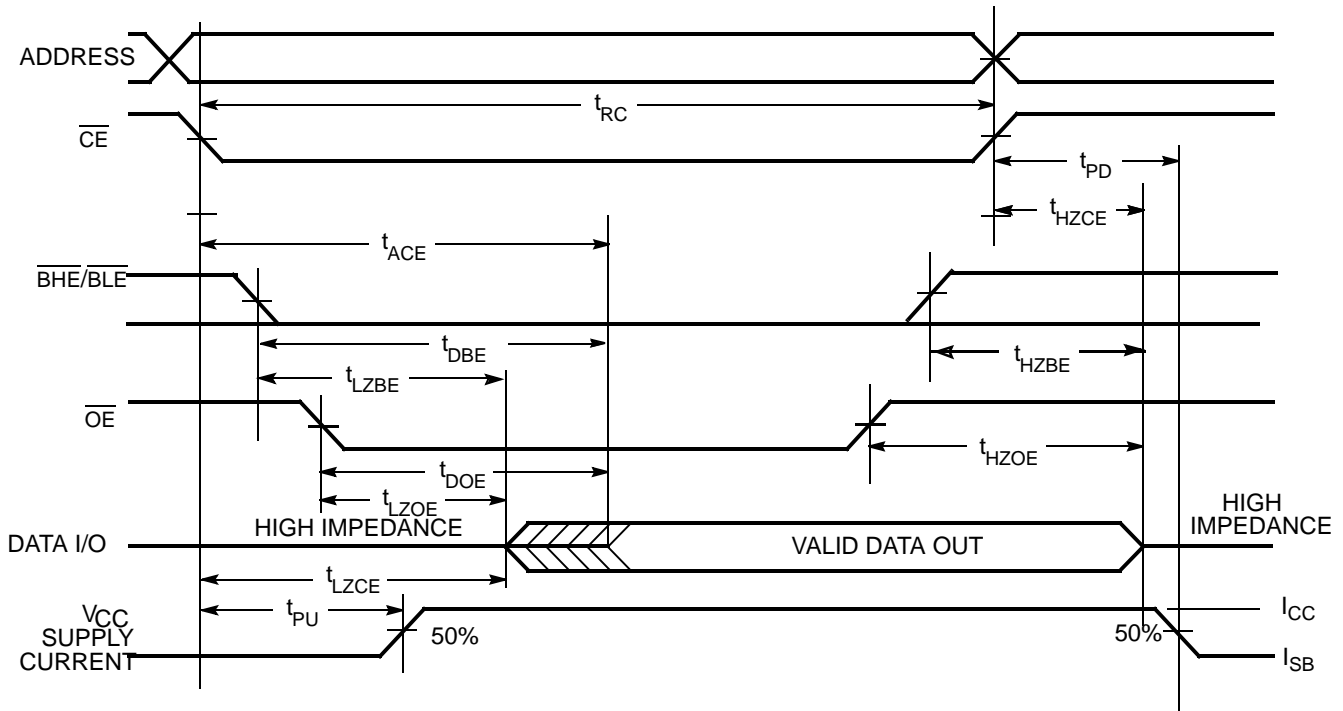 ADDRESS
tRC
CE
tPD
tHZCE
tACE
BHE/BLE
tDBE
tHZBE
tLZBE
OE
tHZOE
tDOE
tLZOE
HIGH IMPEDANCE
HIGH
IMPEDANCE
DATA I/O
VALID DATA OUT
tLZCE
tPU
VCC
SUPPLY
CURRENT
50%
50%
ICC
ISB